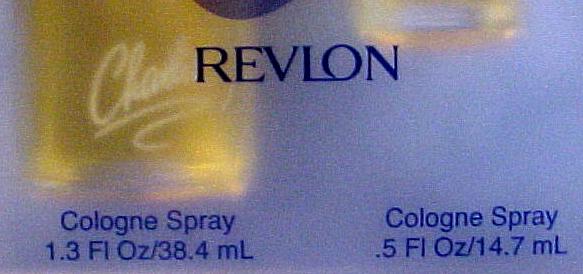 REVLON
Cologne Spray
1.3 Fl Oz/38.4 mL
Cologne Spray
.5 Fl Oz/14.7 mL